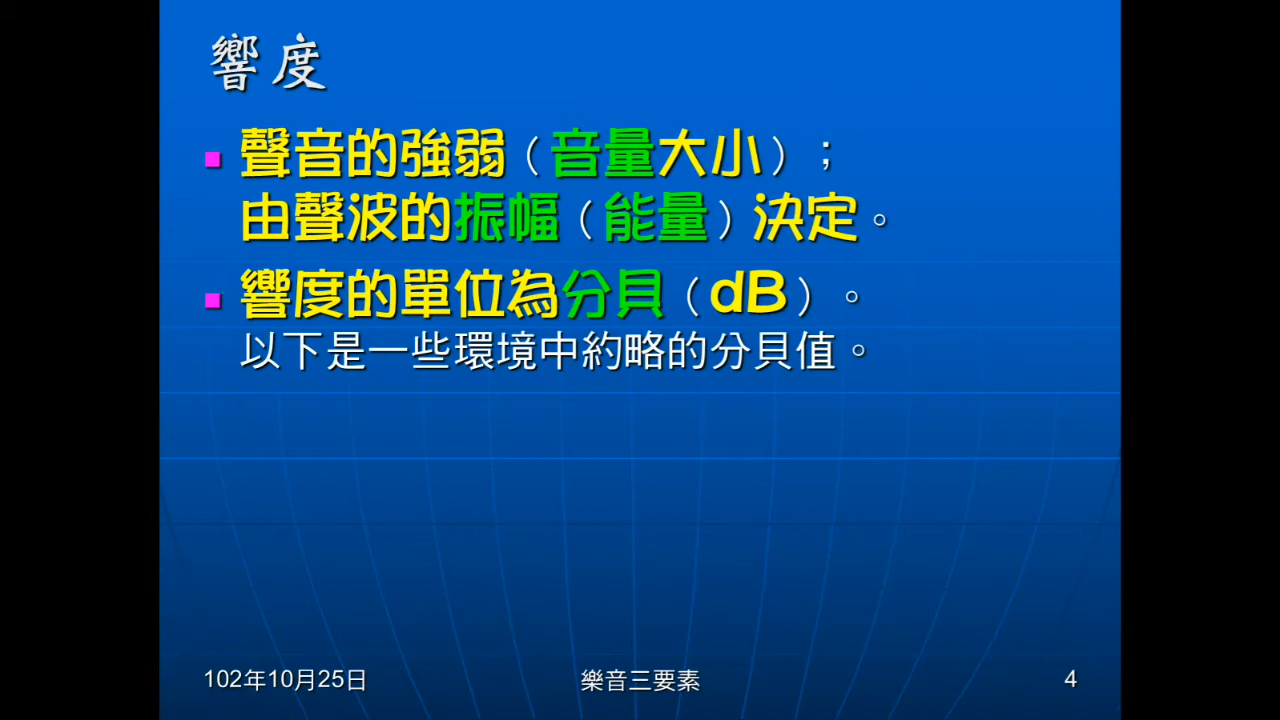 響度
聲音的強弱（音量大小）；
由聲波的振幅（能量）決定。
響度的單位為分貝（dB）。
以下是一些環境中約略的分貝值。
102年10月25日
樂音三要素
4